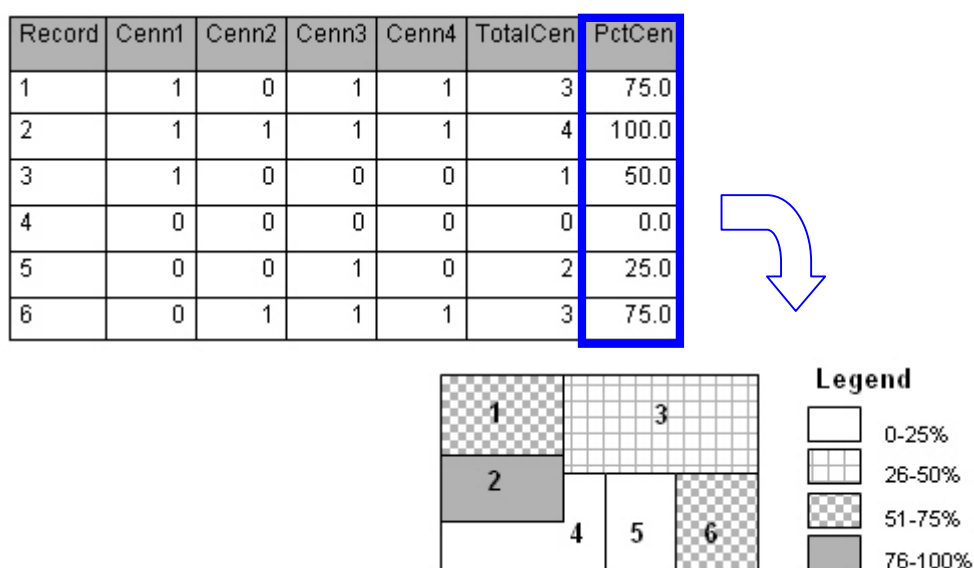 Record Cenn1 Cenn2 Cenn3 Cenn4 TotalCen PctCen
1 1 0 1 1 3 75.0
2 1 1 1 1 4 100.0
3 1 0 0 0 1 50.0
4 0 0 0 0 0 0.0
5 0 0 1 0 2 25.0
6 0 1 1 1 3 75.0
1 3
2
4 5 6
Legend
0-25%
26-50%
51-75%
76-100%